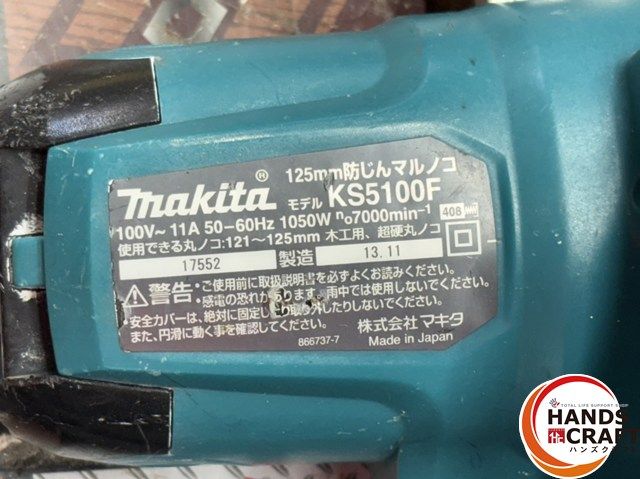 makita® 125mm防じんマルノコ
モデル KS5100F
100V~ 11A 50-60Hz 1050W n₀7000min⁻¹ 408
使用できる丸ノコ:121~125mm 木工用、超硬丸ノコ
17552 製造 13.11
⚠警告・ご使用前に取扱説明書を必ずよくお読みください。
・感電の恐れがあります。雨中では使用しないでください。
・安全カバーは、絶対に固定し 取り外したりしないでください。
また、円滑に動く事を確認してください。
株式会社 マキタ
866737-7 Made in Japan
TOTAL LIFE SUPPORT SHOP
HANDS
CRAFT
ハンズクラフト